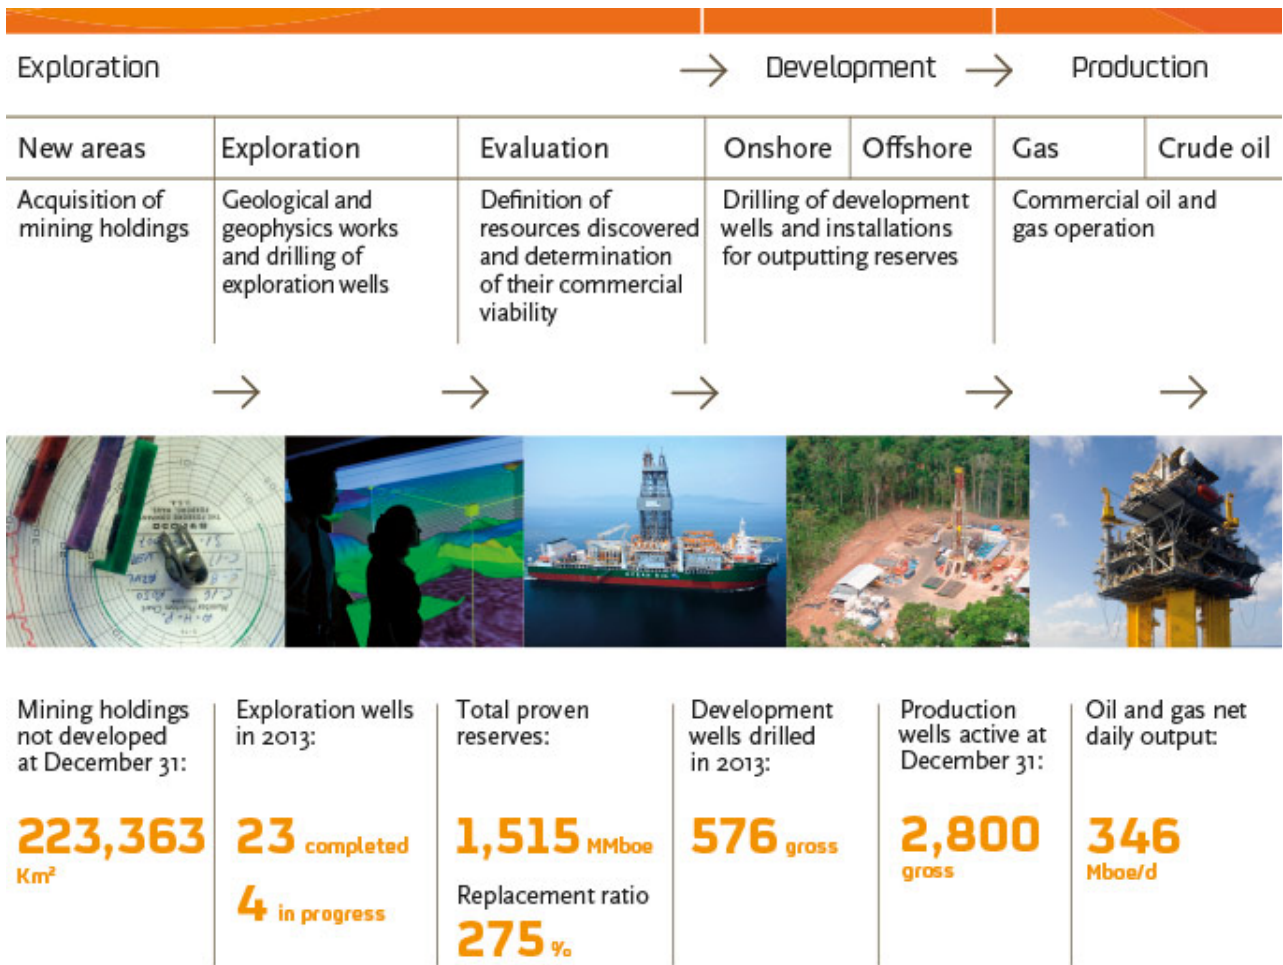 Exploration → Development → Production
New areas Exploration Evaluation Onshore Offshore Gas Crude oil
Acquisition of
mining holdings
Geological and
geophysics works
and drilling of
exploration wells
Definition of
resources discovered
and determination
of their commercial
viability
Drilling of development
wells and installations
for outputting reserves
Commercial oil and
gas operation
Mining holdings
not developed
at December 31:
223,363
Km²
Exploration wells
in 2013:
23 completed
4 in progress
Total proven
reserves:
1,515 MMboe
Replacement ratio
275 %
Development
wells drilled
in 2013:
576 gross
Production
wells active at
December 31:
2,800
gross
Oil and gas net
daily output:
346
Mboe/d